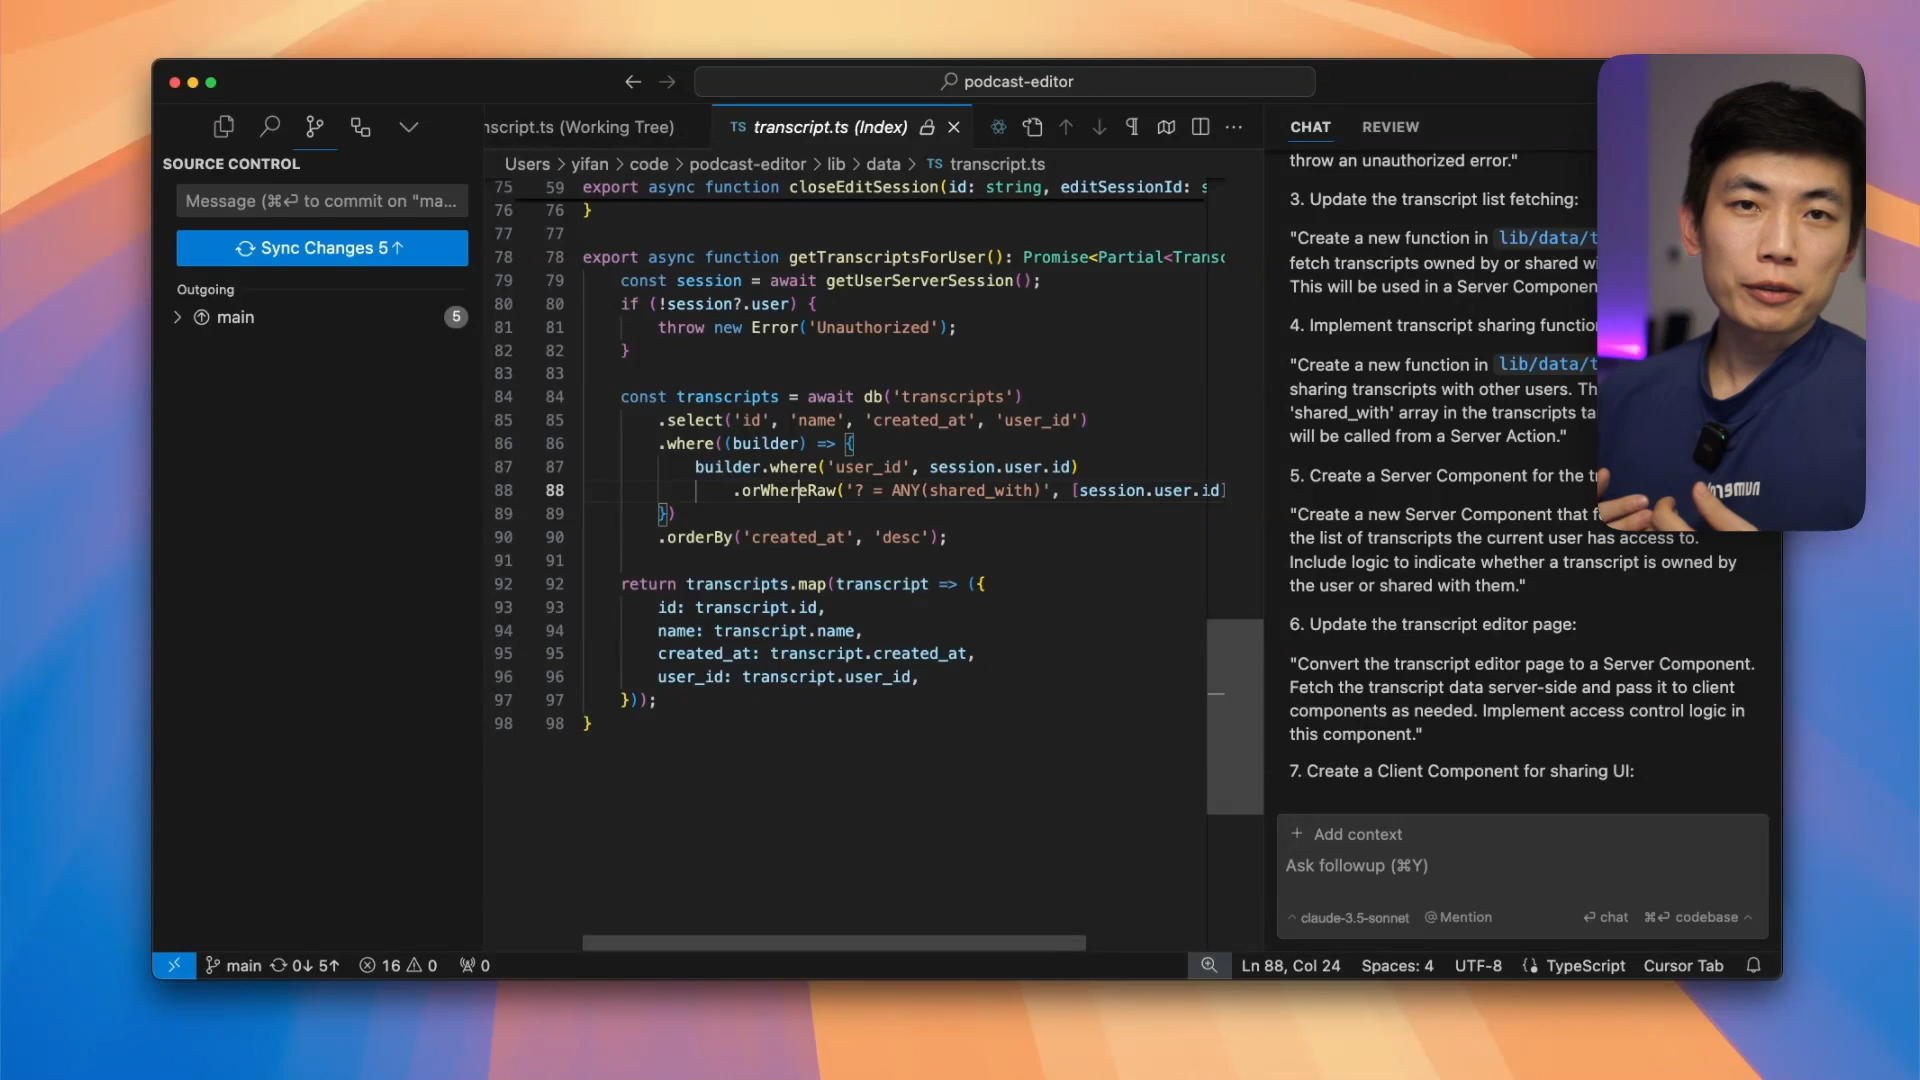 podcast-editor
SOURCE CONTROL
Message (⌘⏎ to commit on "ma...
Sync Changes 5↑
Outgoing
main
5
nscript.ts (Working Tree)
TS transcript.ts (Index)
Users > yifan > code > podcast-editor > lib > data > TS transcript.ts
75 59 export async function closeEditSession(id: string, editSessionId: s
76 76 }
77 77
78 78 export async function getTranscriptsForUser(): Promise<Partial<Transc
79 79 const session = await getUserServerSession();
80 80 if (!session?.user) {
81 81 throw new Error('Unauthorized');
82 82 }
83 83
84 84 const transcripts = await db('transcripts')
85 85 .select('id', 'name', 'created_at', 'user_id')
86 86 .where((builder) => {
87 87 builder.where('user_id', session.user.id)
88 88 .orWhereRaw('? = ANY(shared_with)', [session.user.id]
89 89 })
90 90 .orderBy('created_at', 'desc');
91 91
92 92 return transcripts.map(transcript => ({
93 93 id: transcript.id,
94 94 name: transcript.name,
95 95 created_at: transcript.created_at,
96 96 user_id: transcript.user_id,
97 97 }));
98 98 }
CHAT REVIEW
throw an unauthorized error."
3. Update the transcript list fetching:
"Create a new function in lib/data/t
fetch transcripts owned by or shared wi
This will be used in a Server Component
4. Implement transcript sharing function
"Create a new function in lib/data/t
sharing transcripts with other users. Th
'shared_with' array in the transcripts ta
will be called from a Server Action."
5. Create a Server Component for the tr
"Create a new Server Component that f
the list of transcripts the current user has access to.
Include logic to indicate whether a transcript is owned by
the user or shared with them."
6. Update the transcript editor page:
"Convert the transcript editor page to a Server Component.
Fetch the transcript data server-side and pass it to client
components as needed. Implement access control logic in
this component."
7. Create a Client Component for sharing UI:
+ Add context
Ask followup (⌘Y)
^ claude-3.5-sonnet @ Mention ⏎ chat ⌘⏎ codebase ^
main 0↓ 5↑ 16 0 0
Ln 88, Col 24 Spaces: 4 UTF-8 TypeScript Cursor Tab